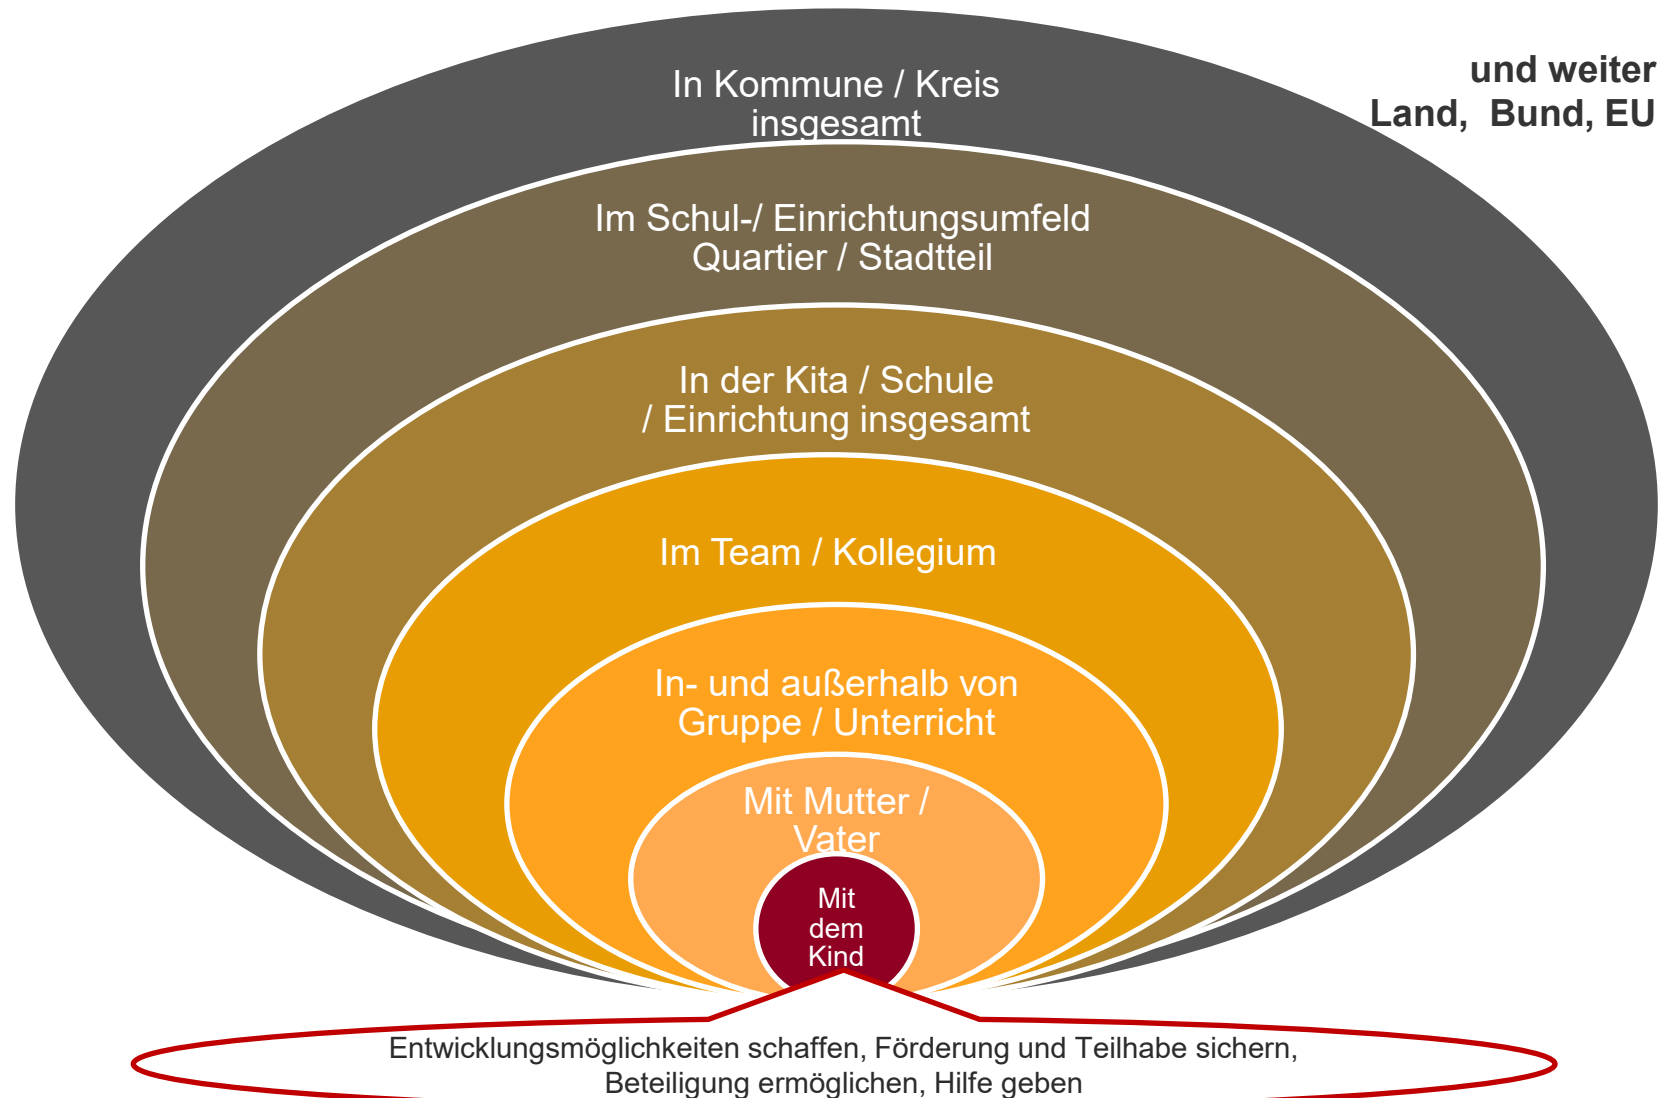 In Kommune / Kreis
insgesamt
und weiter
Land, Bund, EU
Im Schul-/ Einrichtungsumfeld
Quartier / Stadtteil
In der Kita / Schule
/ Einrichtung insgesamt
Im Team / Kollegium
In- und außerhalb von
Gruppe / Unterricht
Mit Mutter /
Vater
Mit
dem
Kind
Entwicklungsmöglichkeiten schaffen, Förderung und Teilhabe sichern,
Beteiligung ermöglichen, Hilfe geben